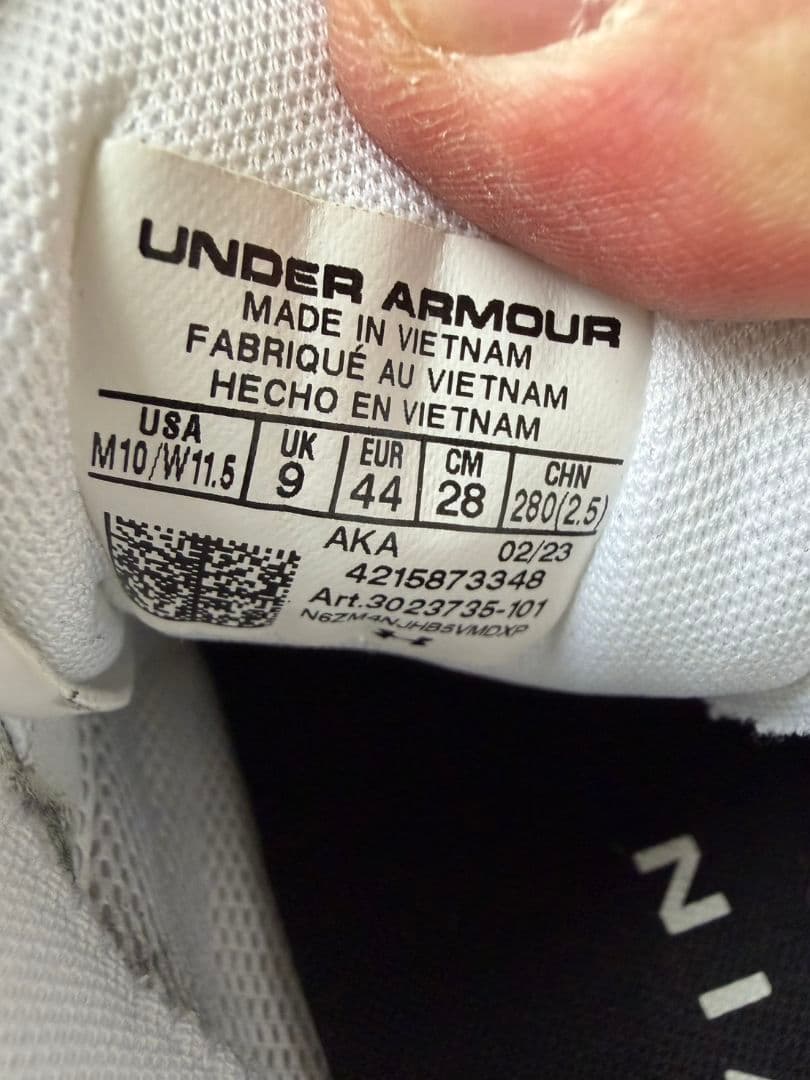 UNDER ARMOUR
MADE IN VIETNAM
FABRIQUÉ AU VIETNAM
HECHO EN VIETNAM
USA UK EUR CM CHN
M10/W11.5 9 44 28 280(2.5)
AKA 02/23
4215873348
Art.3023735-101
N6ZM4NJHB5VMDXP
N I